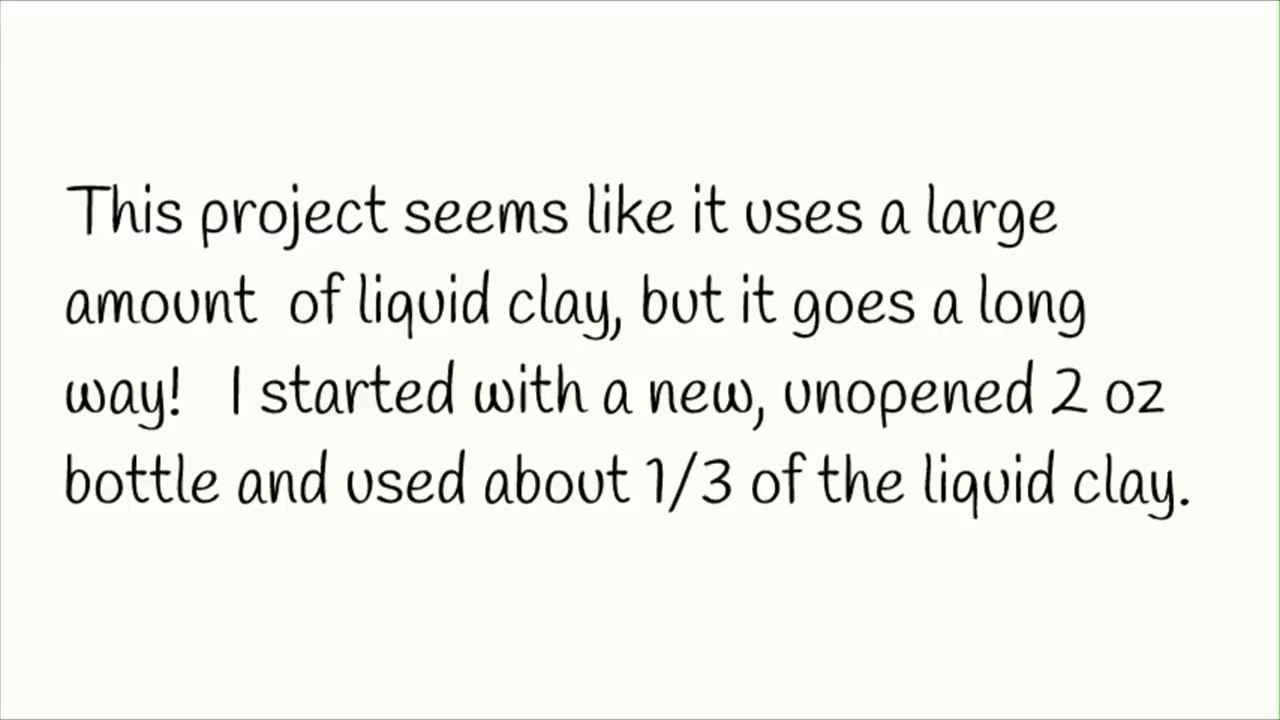 This project seems like it uses a large
amount  of liquid clay, but it goes a long
way!   I started with a new, unopened 2 oz
bottle and used about 1/3 of the liquid clay.